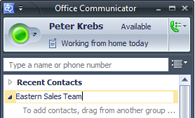 Office Communicator
Peter Krebs Available
Working from home today
Type a name or phone number
Recent Contacts
Eastern Sales Team
To add contacts, drag from another group ...